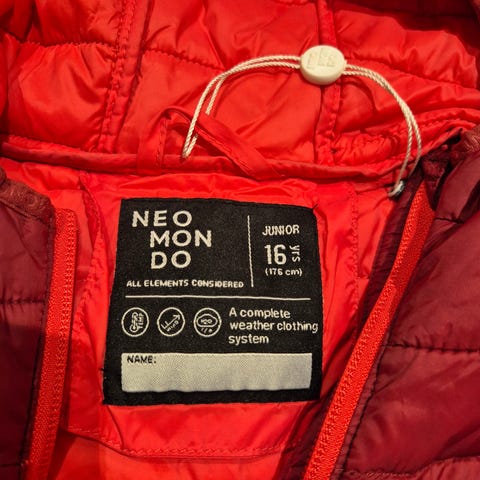 NEO
MON
DO
ALL ELEMENTS CONSIDERED
JUNIOR
16 yrs
(176 cm)
A complete
weather clothing
system
NAME: